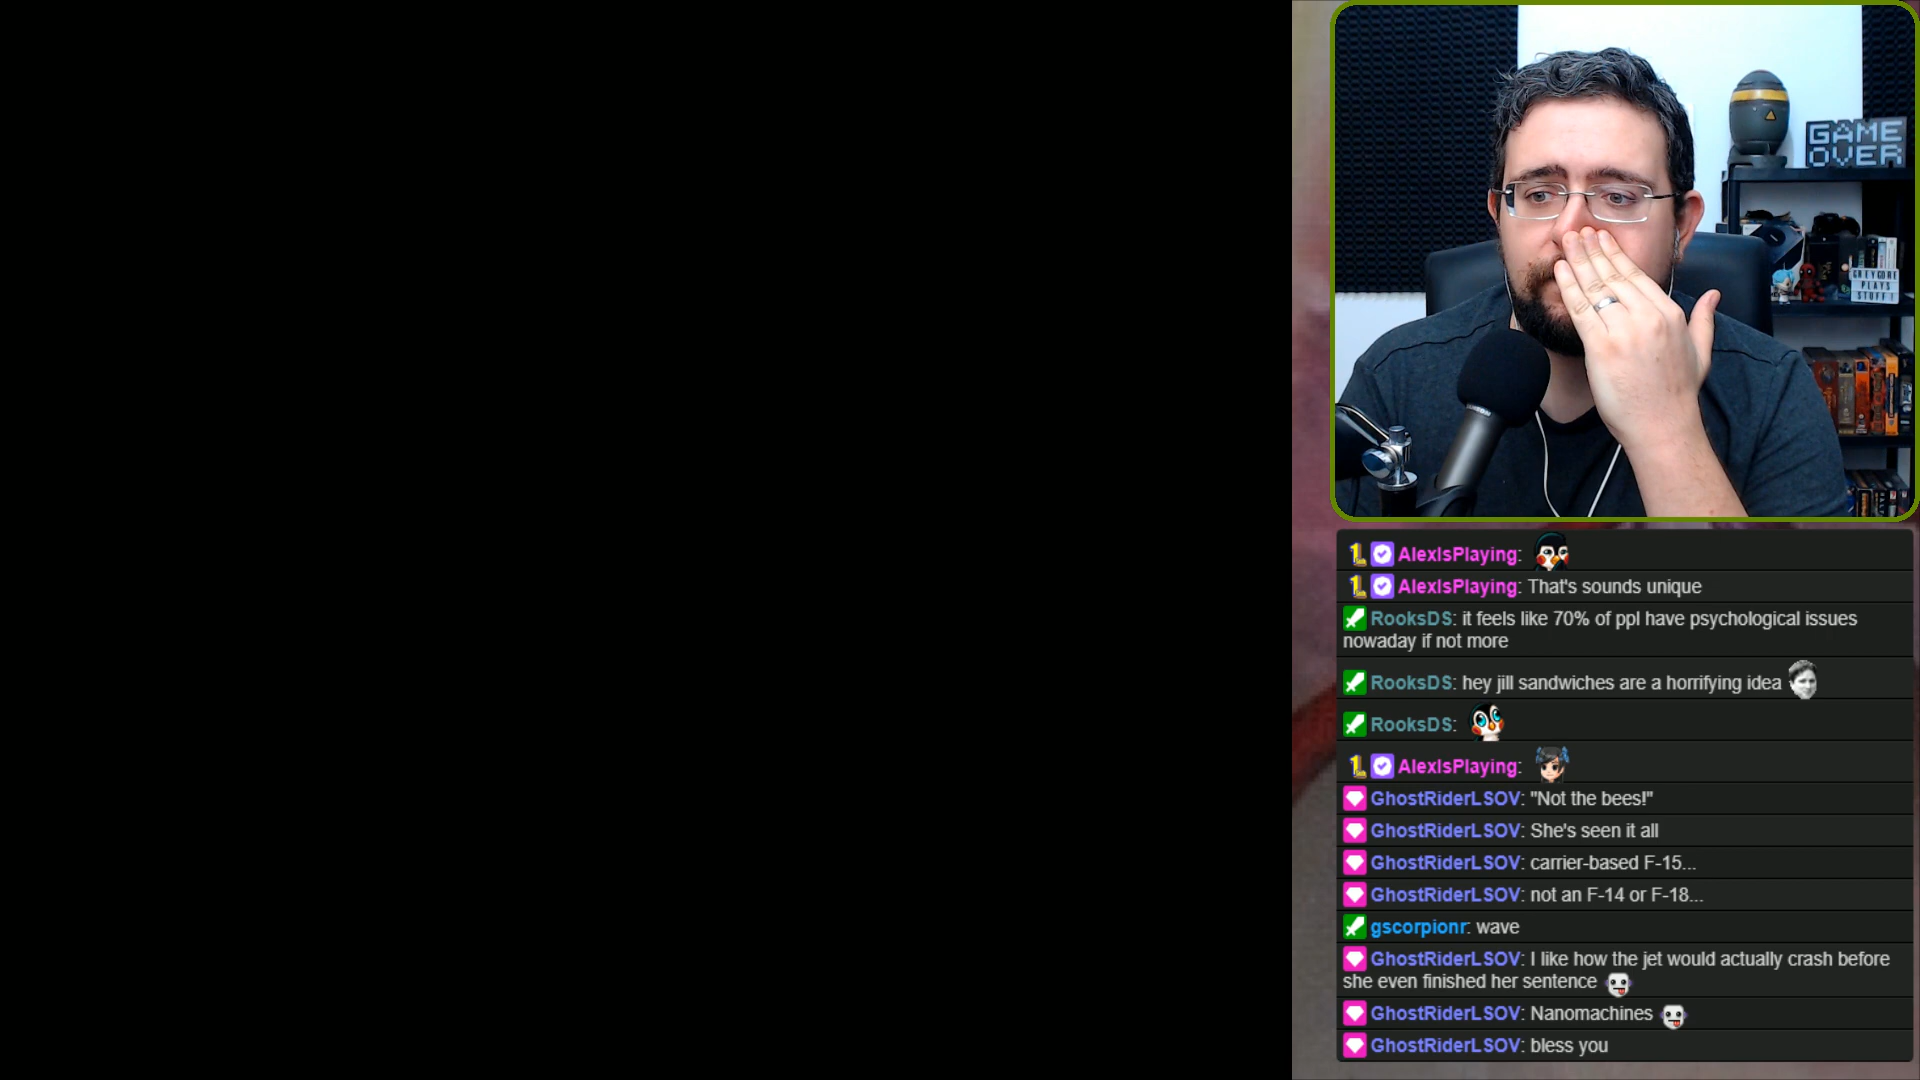 GAME
OVER
GREYGORE
PLAYS
STUFF!
AlexIsPlaying:
AlexIsPlaying: That's sounds unique
RooksDS: it feels like 70% of ppl have psychological issues
nowaday if not more
RooksDS: hey jill sandwiches are a horrifying idea
RooksDS:
AlexIsPlaying:
GhostRiderLSOV: "Not the bees!"
GhostRiderLSOV: She's seen it all
GhostRiderLSOV: carrier-based F-15...
GhostRiderLSOV: not an F-14 or F-18...
gscorpionr: wave
GhostRiderLSOV: I like how the jet would actually crash before
she even finished her sentence
GhostRiderLSOV: Nanomachines
GhostRiderLSOV: bless you